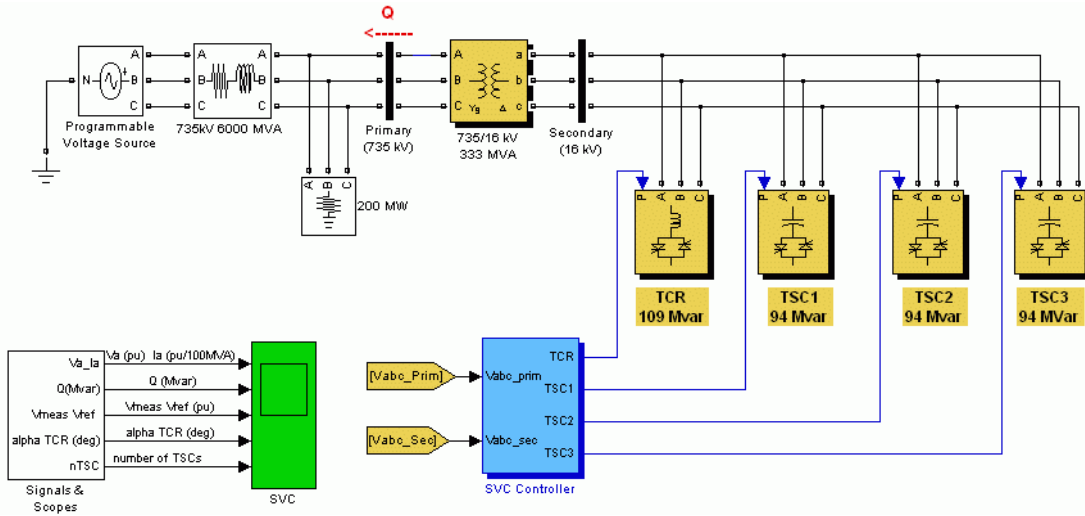 Q
<------
A A A A A a
N B B B B B b
C C C C C Yg Δ c
Programmable
Voltage Source
735kV 6000 MVA
Primary
(735 kV)
735/16 kV
333 MVA
Secondary
(16 kV)
A B C
200 MW
P A B C
P A B C
P A B C
P A B C
TCR
109 Mvar
TSC1
94 Mvar
TSC2
94 Mvar
TSC3
94 MVar
Va_Ia
Va (pu) Ia (pu/100MVA)
Q(Mvar)
Q (Mvar)
Vmeas Vref
Vmeas Vref (pu)
alpha TCR (deg)
alpha TCR (deg)
nTSC
number of TSCs
Signals &
Scopes
SVC
[Vabc_Prim]
[Vabc_Sec]
Vabc_prim
Vabc_sec
TCR
TSC1
TSC2
TSC3
SVC Controller